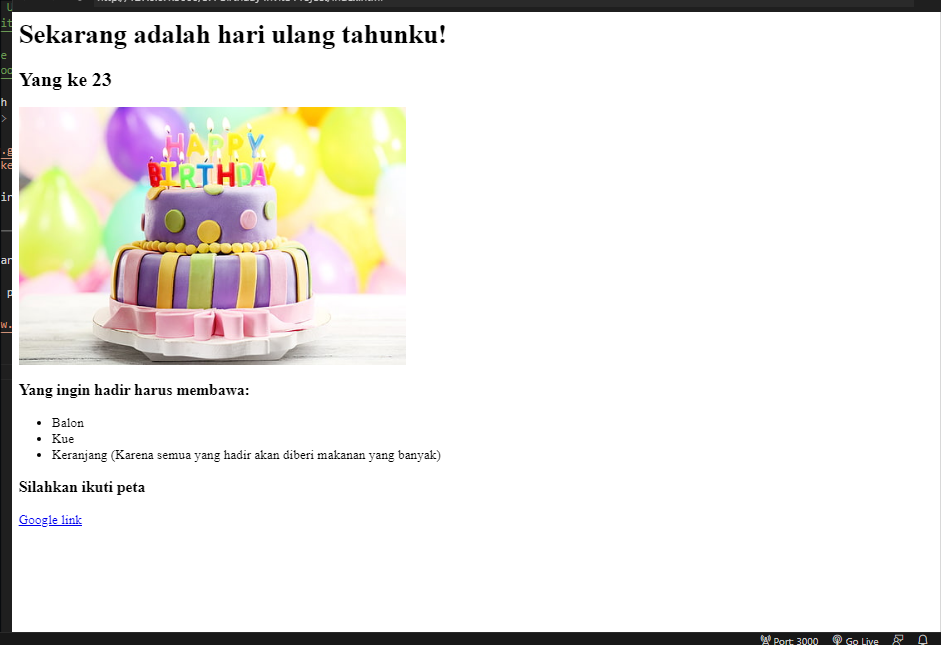 Sekarang adalah hari ulang tahunku!
Yang ke 23
HAPPY
BIRTHDAY
Yang ingin hadir harus membawa:
Balon
Kue
Keranjang (Karena semua yang hadir akan diberi makanan yang banyak)
Silahkan ikuti peta
Google link
Port: 3000 Go Live